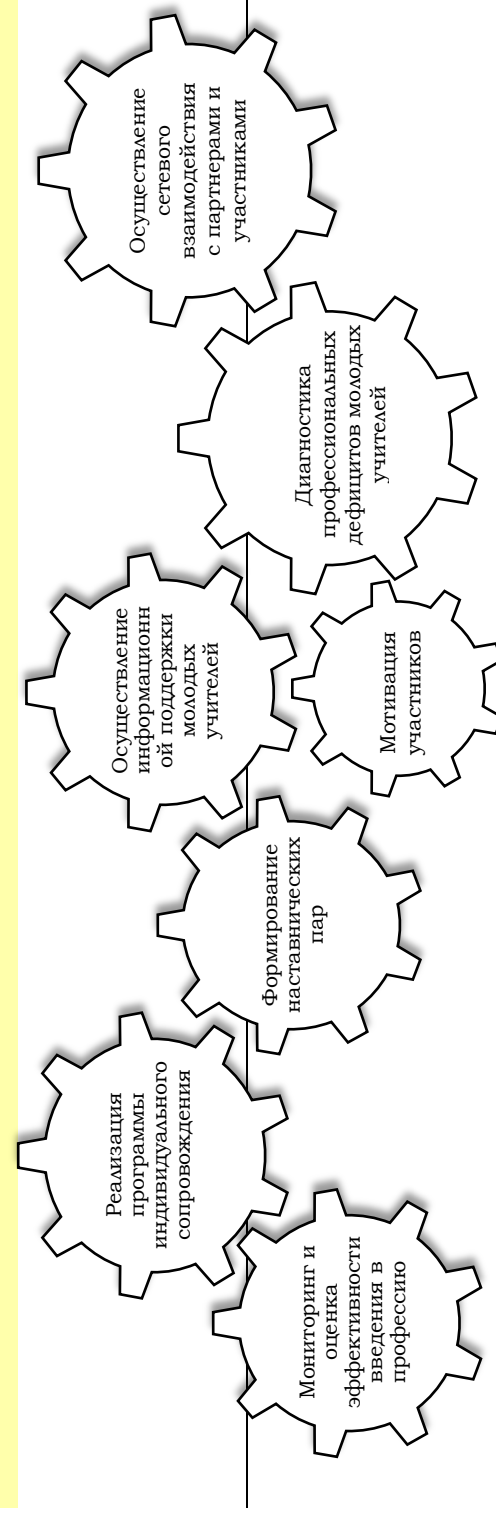 Мониторинг и
оценка
эффективности
введения в
профессию
Реализация
программы
индивидуального
сопровождения
Формирование
наставнических
пар
Осуществление
информационн
ой поддержки
молодых
учителей
Мотивация
участников
Диагностика
профессиональных
дефицитов молодых
учителей
Осуществление
сетевого
взаимодействия
с партнерами и
участниками